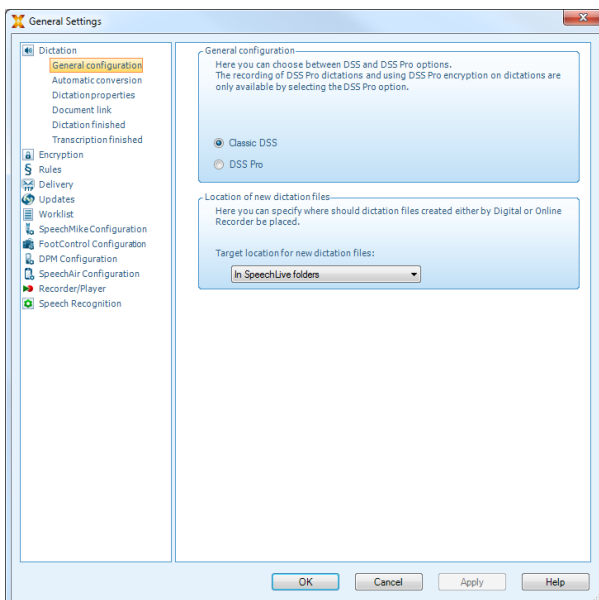 General Settings
Dictation
General configuration
Automatic conversion
Dictation properties
Document link
Dictation finished
Transcription finished
Encryption
Rules
Delivery
Updates
Worklist
SpeechMike Configuration
FootControl Configuration
DPM Configuration
SpeechAir Configuration
Recorder/Player
Speech Recognition
General configuration
Here you can choose between DSS and DSS Pro options.
The recording of DSS Pro dictations and using DSS Pro encryption on dictations are
only available by selecting the DSS Pro option.
Classic DSS
DSS Pro
Location of new dictation files
Here you can specify where should dictation files created either by Digital or Online
Recorder be placed.
Target location for new dictation files:
In SpeechLive folders
OK Cancel Apply Help